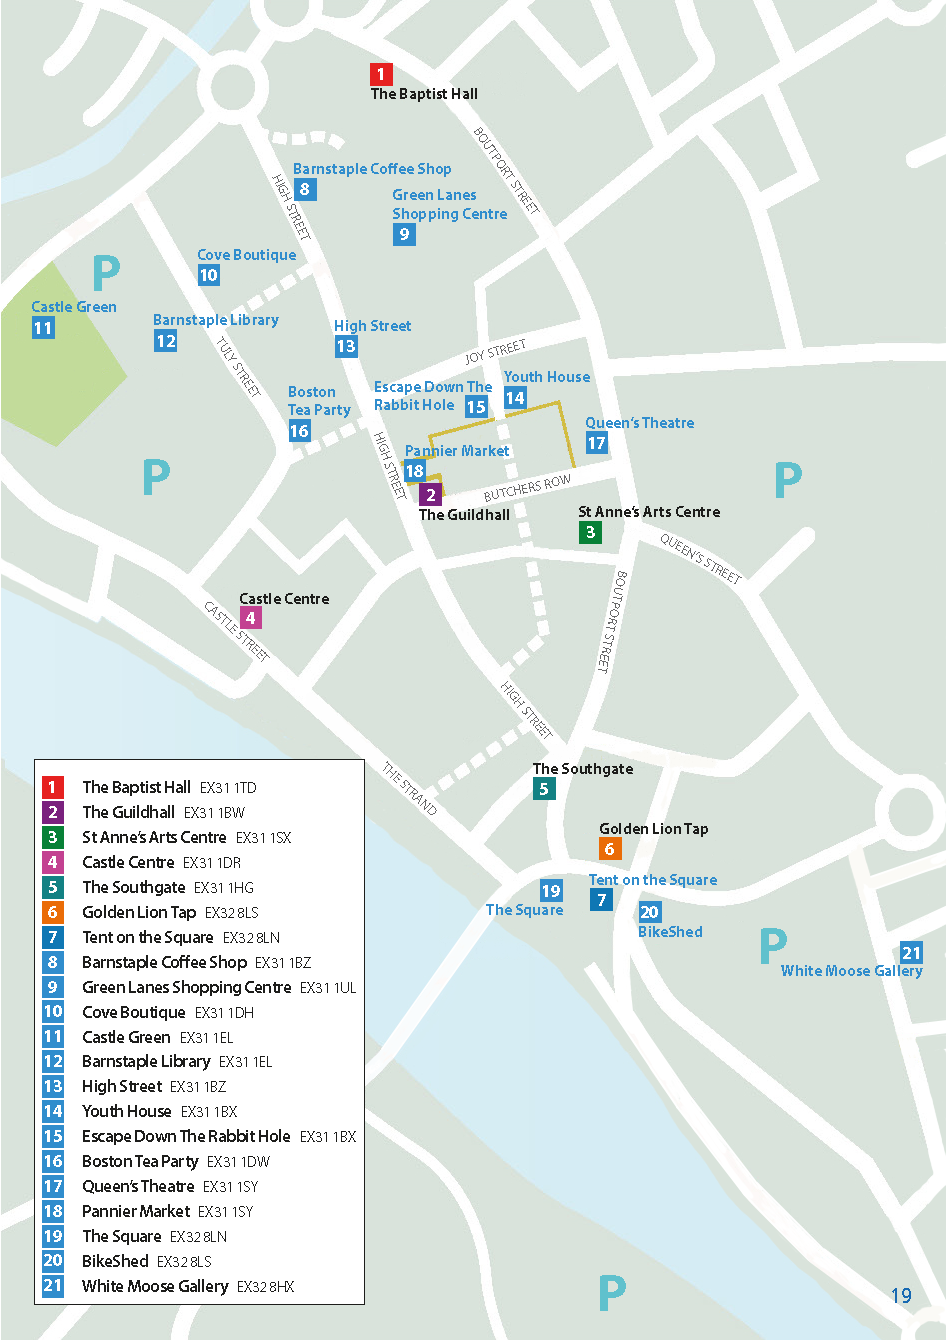 1
The Baptist Hall
BOUTPORT STREET
HIGH STREET
Barnstaple Coffee Shop
8
Green Lanes
Shopping Centre
9
Cove Boutique
10
P
Castle Green
11
Barnstaple Library
12
High Street
13
TULY STREET
JOY STREET
Boston
Tea Party
16
Escape Down The
Rabbit Hole 15
Youth House
14
Queen's Theatre
17
HIGH STREET
Pannier Market
18
2
The Guildhall
BUTCHERS ROW
P
P
St Anne's Arts Centre
3
QUEEN'S STREET
BOUTPORT STREET
Castle Centre
4
CASTLE STREET
HIGH STREET
THE STRAND
The Southgate
5
Golden Lion Tap
6
Tent on the Square
7
19
The Square
20
BikeShed
P
21
White Moose Gallery
1 The Baptist Hall EX31 1TD
2 The Guildhall EX31 1BW
3 St Anne's Arts Centre EX31 1SX
4 Castle Centre EX31 1DR
5 The Southgate EX31 1HG
6 Golden Lion Tap EX32 8LS
7 Tent on the Square EX32 8LN
8 Barnstaple Coffee Shop EX31 1BZ
9 Green Lanes Shopping Centre EX31 1UL
10 Cove Boutique EX31 1DH
11 Castle Green EX31 1EL
12 Barnstaple Library EX31 1EL
13 High Street EX31 1BZ
14 Youth House EX31 1BX
15 Escape Down The Rabbit Hole EX31 1BX
16 Boston Tea Party EX31 1DW
17 Queen's Theatre EX31 1SY
18 Pannier Market EX31 1SY
19 The Square EX32 8LN
20 BikeShed EX32 8LS
21 White Moose Gallery EX32 8HX
P
19